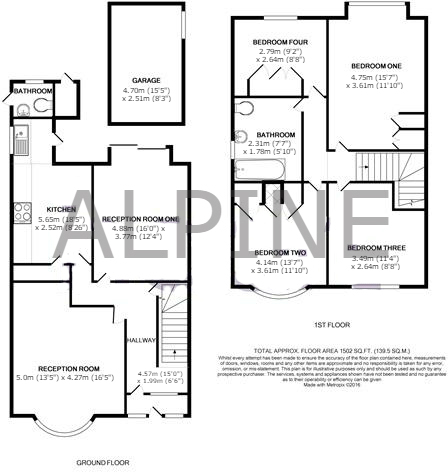 GARAGE
4.70m (15'5")
x 2.51m (8'3")
BATHROOM
KITCHEN
5.65m (18'5")
x 2.52m (8'26")
RECEPTION ROOM ONE
4.88m (16'0") x
3.77m (12'4")
HALLWAY
4.57m (15'0")
x 1.99m (6'6")
RECEPTION ROOM
5.0m (13'5") x 4.27m (16'5")
GROUND FLOOR
BEDROOM FOUR
2.79m (9'2")
x 2.64m (8'8")
BEDROOM ONE
4.75m (15'7")
x 3.61m (11'10")
BATHROOM
2.31m (7'7")
x 1.78m (5'10")
BEDROOM TWO
4.14m (13'7")
x 3.61m (11'10")
BEDROOM THREE
3.49m (11'4")
x 2.64m (8'8")
1ST FLOOR
ALPINE
TOTAL APPROX. FLOOR AREA 1502 SQ.FT. (139.5 SQ.M.)
Whilst every attempt has been made to ensure the accuracy of the floor plan contained here, measurements
of doors, windows, rooms and any other items are approximate and no responsibility is taken for any error,
omission, or mis-statement. This plan is for illustrative purposes only and should be used as such by any
prospective purchaser. The services, systems and appliances shown have not been tested and no guarantee
as to their operability or efficiency can be given
Made with Metropix ©2016